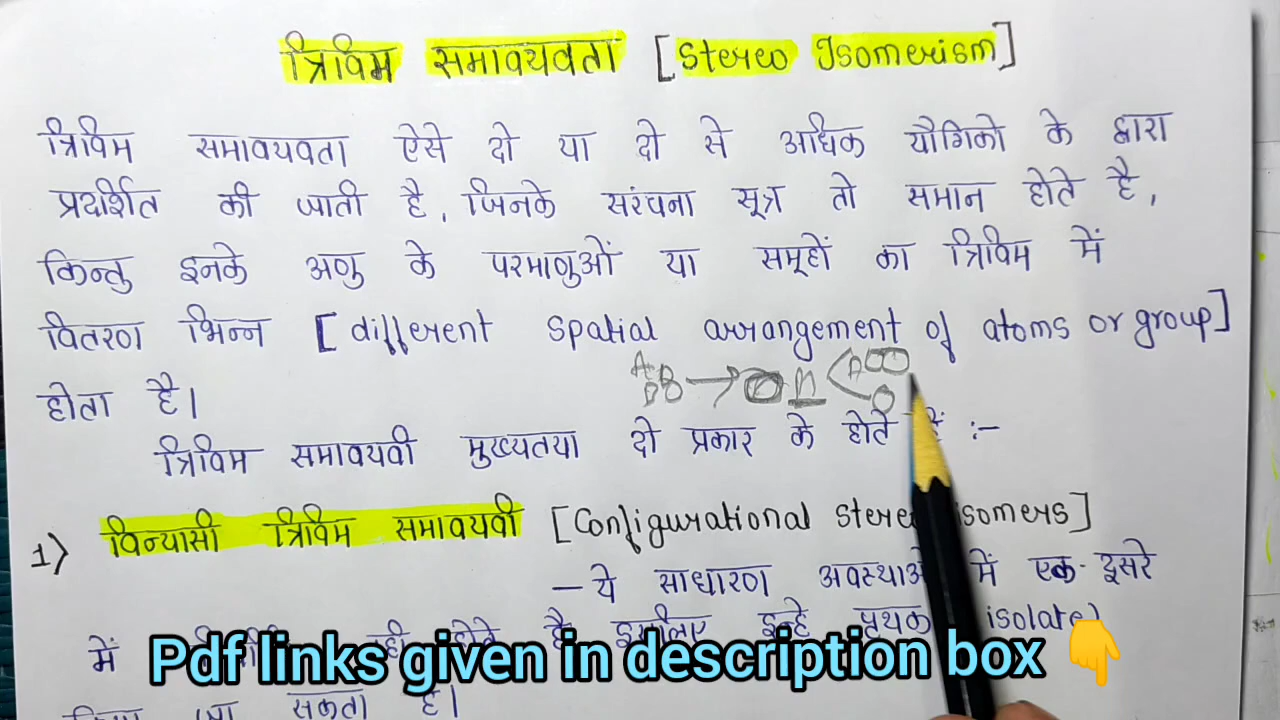 त्रिविम समावयवता [Stereo Isomerism]
त्रिविम समावयवता ऐसे दो या दो से अधिक यौगिको के द्वारा
प्रदर्शित की जाती है, जिनके सरंचना सूत्र तो समान होते है,
किन्तु इनके अणु के परमाणुओं या समूहों का त्रिविम में
वितरण भिन्न [different spatial arrangement of atoms or group]
होता है।
त्रिविम समावयवी मुख्यतया दो प्रकार के होते :-
1) विन्यासी त्रिविम समावयवी [Configurational stereo isomers]
– ये साधारण अवस्थाओ में एक-दूसरे
में है इसलिए इन्हे पृथक isolate)
जा सकता है।
Pdf links given in description box 👇